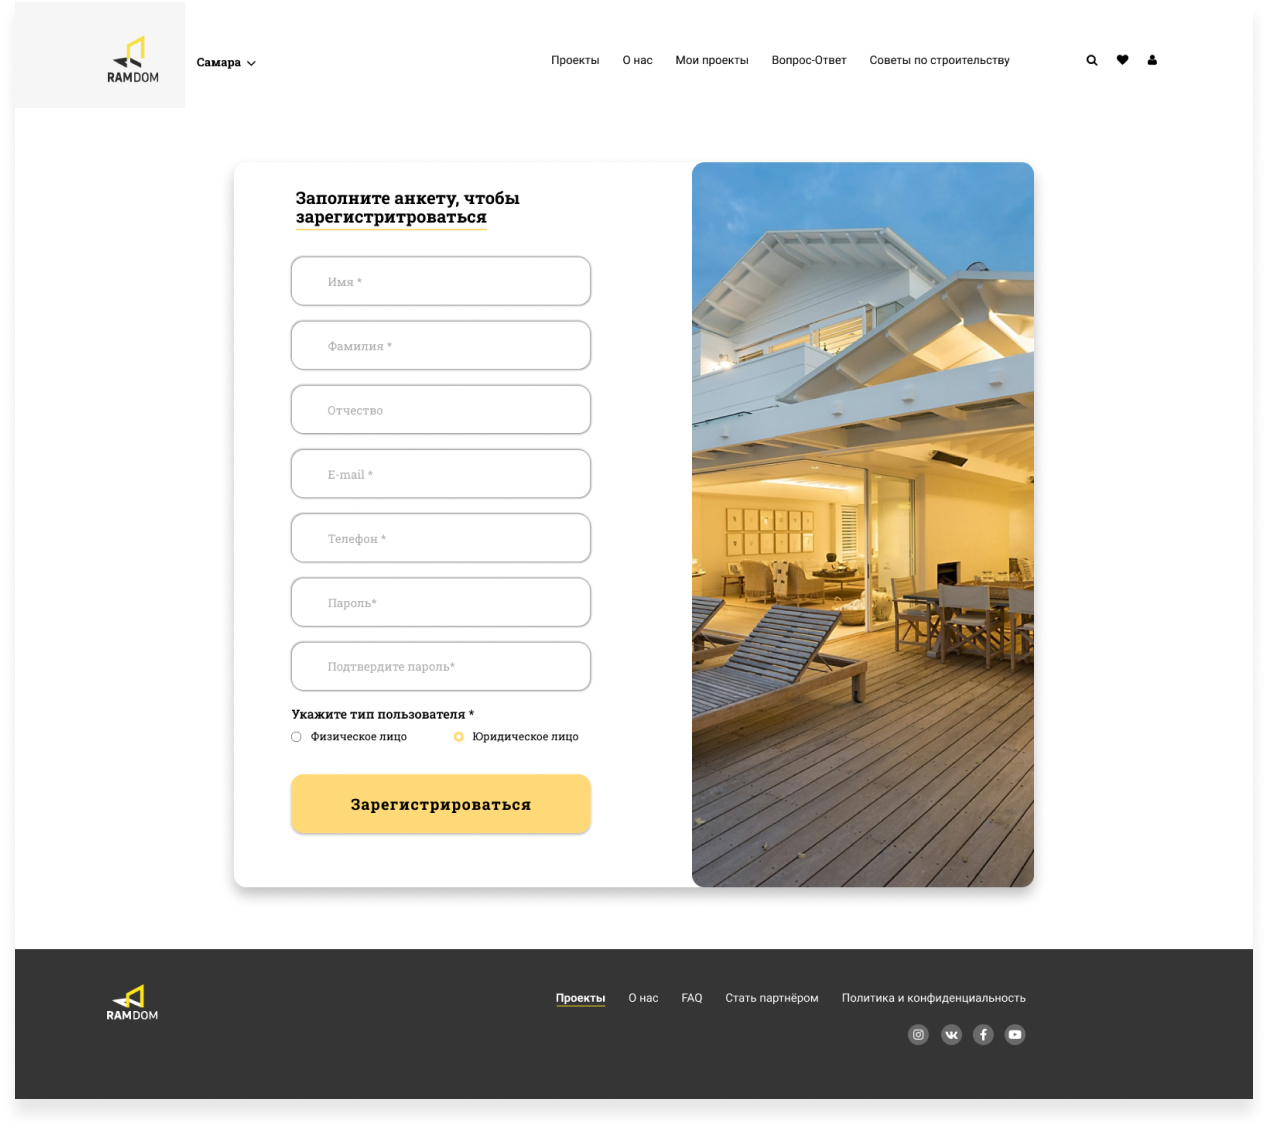 RAMDOM
Самара
Проекты О нас Мои проекты Вопрос-Ответ Советы по строительству
Заполните анкету, чтобы
зарегистритроваться
Имя *
Фамилия *
Отчество
E-mail *
Телефон *
Пароль*
Подтвердите пароль*
Укажите тип пользователя *
Физическое лицо Юридическое лицо
Зарегистрироваться
RAMDOM
Проекты О нас FAQ Стать партнёром Политика и конфиденциальность